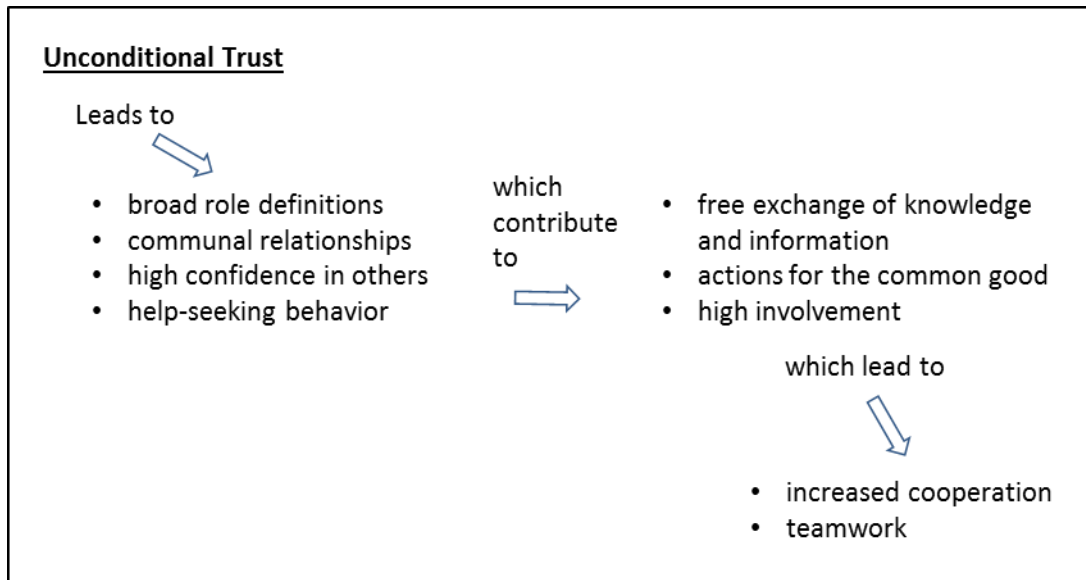 Unconditional Trust
Leads to
• broad role definitions
• communal relationships
• high confidence in others
• help-seeking behavior
which
contribute
to
• free exchange of knowledge
and information
• actions for the common good
• high involvement
which lead to
• increased cooperation
• teamwork